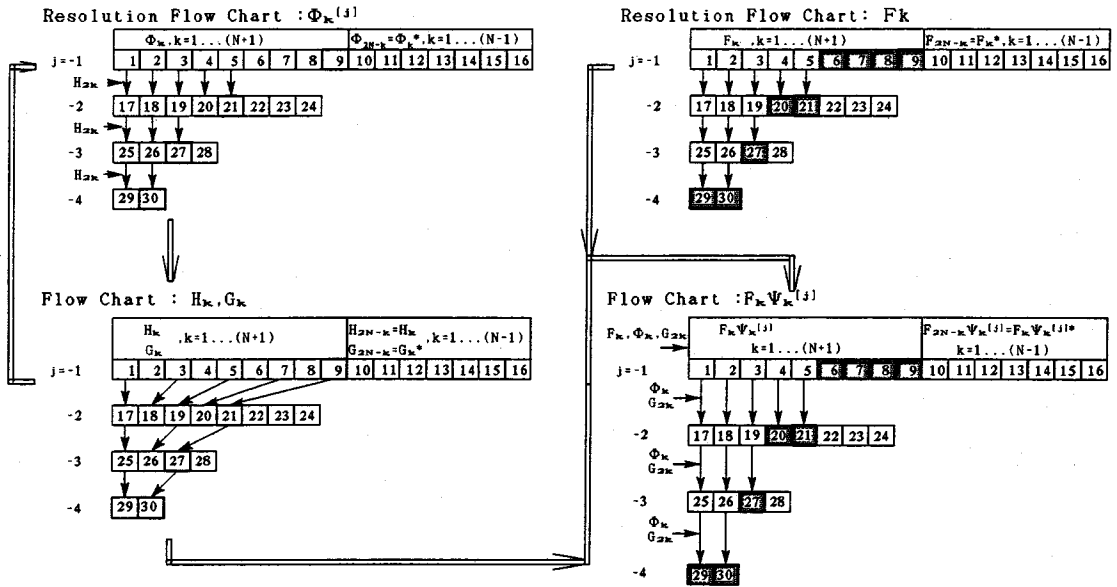 Resolution Flow Chart :Φk[j]
Φk,k=1...(N+1) Φ2N-k=Φk*,k=1...(N-1)
j=-1 1 2 3 4 5 6 7 8 9 10 11 12 13 14 15 16
H2k
-2 17 18 19 20 21 22 23 24
H2k
-3 25 26 27 28
H2k
-4 29 30
Flow Chart : Hk,Gk
Hk H2N-k=Hk
,k=1...(N+1) ,k=1...(N-1)
Gk G2N-k=Gk*
j=-1 1 2 3 4 5 6 7 8 9 10 11 12 13 14 15 16
-2 17 18 19 20 21 22 23 24
-3 25 26 27 28
-4 29 30
Resolution Flow Chart: Fk
Fk ,k=1...(N+1) F2N-k=Fk*,k=1...(N-1)
j=-1 1 2 3 4 5 6 7 8 9 10 11 12 13 14 15 16
-2 17 18 19 20 21 22 23 24
-3 25 26 27 28
-4 29 30
Flow Chart :FkΨk[j]
Fk,Φk,G2k FkΨk[j] F2N-kΨk[j]=FkΨk[j]*
k=1...(N+1) k=1...(N-1)
j=-1 1 2 3 4 5 6 7 8 9 10 11 12 13 14 15 16
Φk
G2k
-2 17 18 19 20 21 22 23 24
Φk
G2k
-3 25 26 27 28
Φk
G2k
-4 29 30